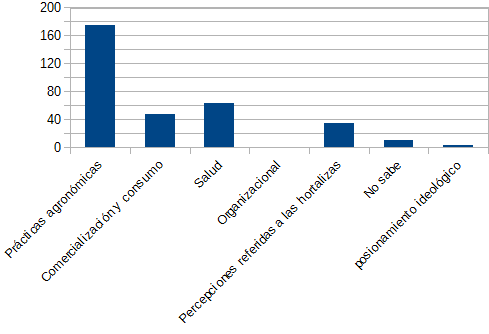 200
160
120
80
40
0
Prácticas agronómicas
Comercialización y consumo
Salud
Organizacional
Percepciones referidas a las hortalizas
No sabe
posionamiento ideológico